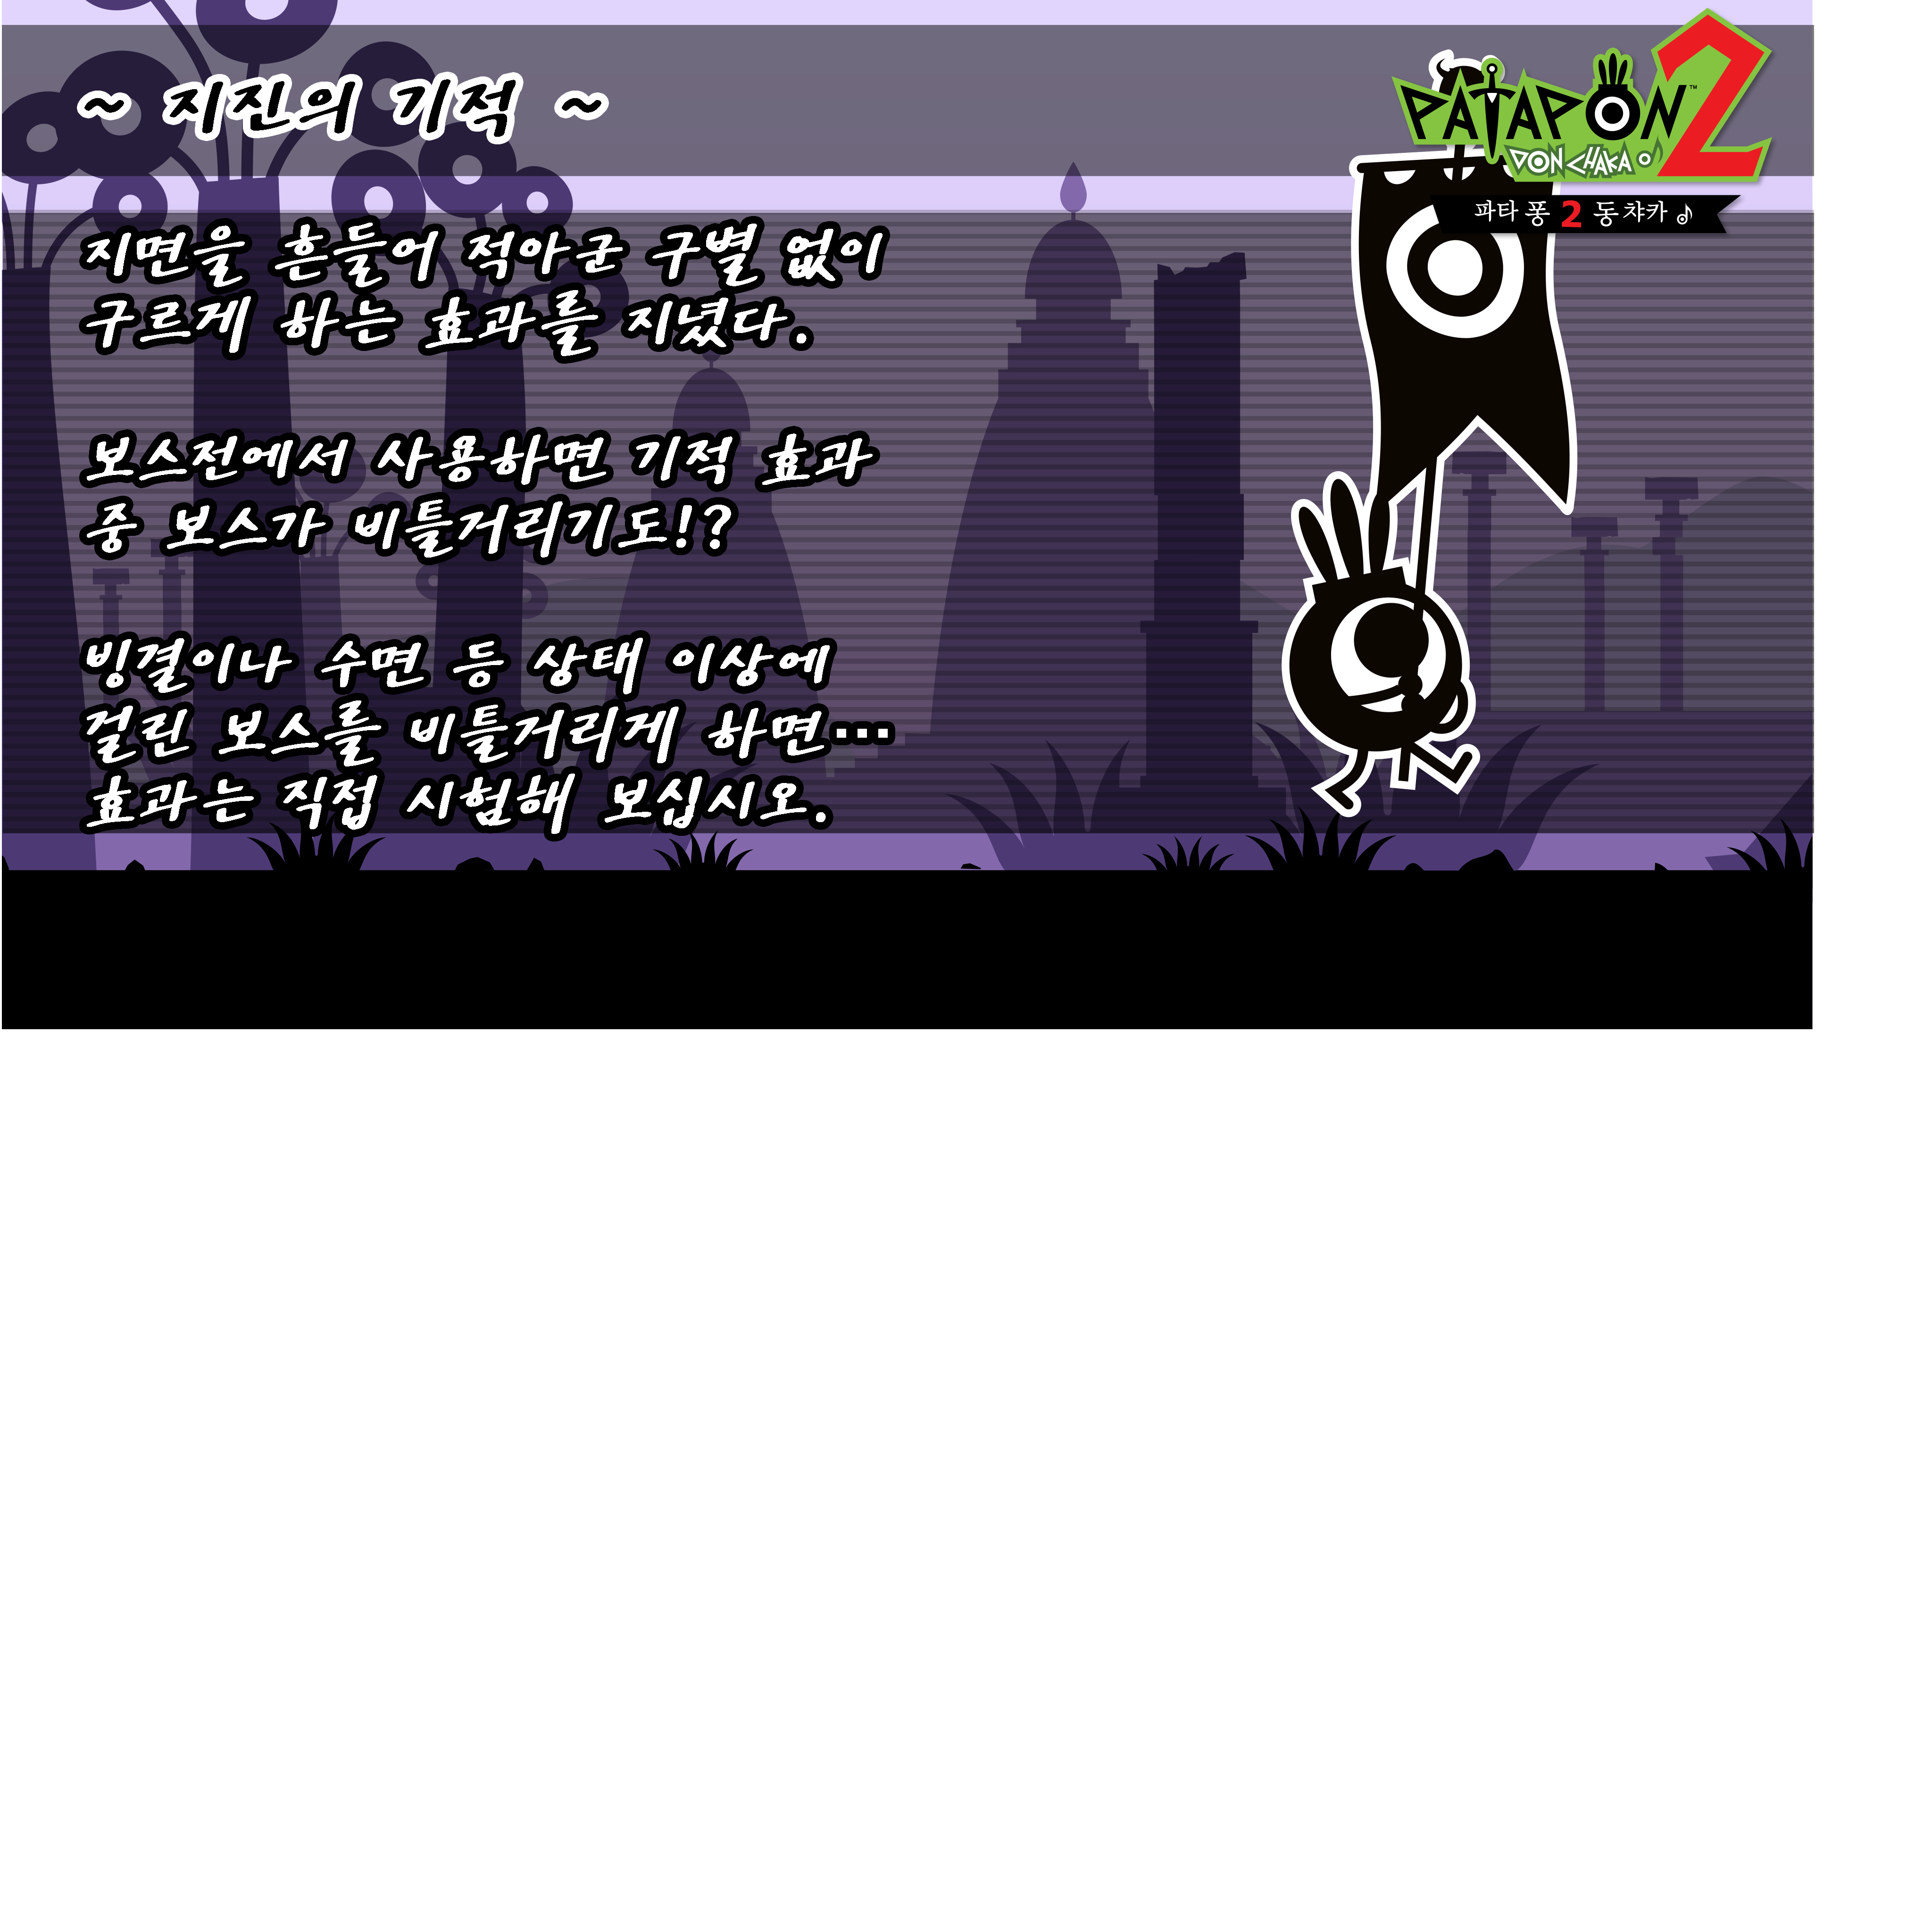 ~ 지진의 기적 ~
PATAPON™ 2
DON CHAKA♪
파타퐁 2 동챠카♪
지면을 흔들어 적아군 구별 없이
구르게 하는 효과를 지녔다.
보스전에서 사용하면 기적 효과
중 보스가 비틀거리기도!?
빙결이나 수면 등 상태 이상에
걸린 보스를 비틀거리게 하면…
효과는 직접 시험해 보십시오.